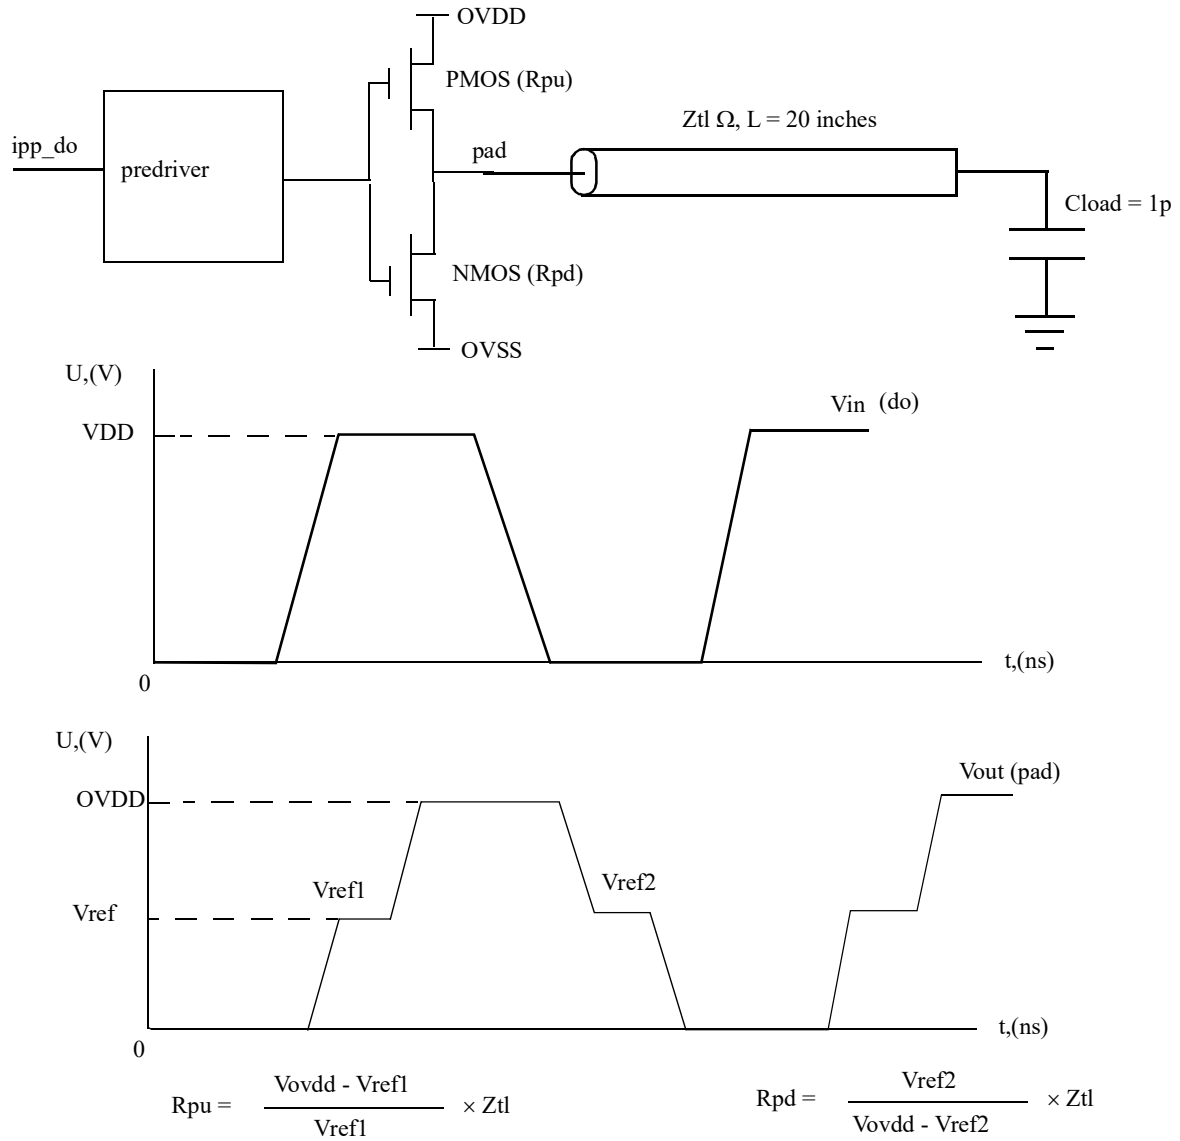 OVDD
PMOS (Rpu)
Ztl Ω, L = 20 inches
ipp_do
predriver
pad
Cload = 1p
NMOS (Rpd)
OVSS
U,(V)
VDD
Vin (do)
t,(ns)
0
U,(V)
OVDD
Vout (pad)
Vref1
Vref2
Vref
t,(ns)
0
Vovdd - Vref1
Rpu = × Ztl
Vref1
Vref2
Rpd = × Ztl
Vovdd - Vref2